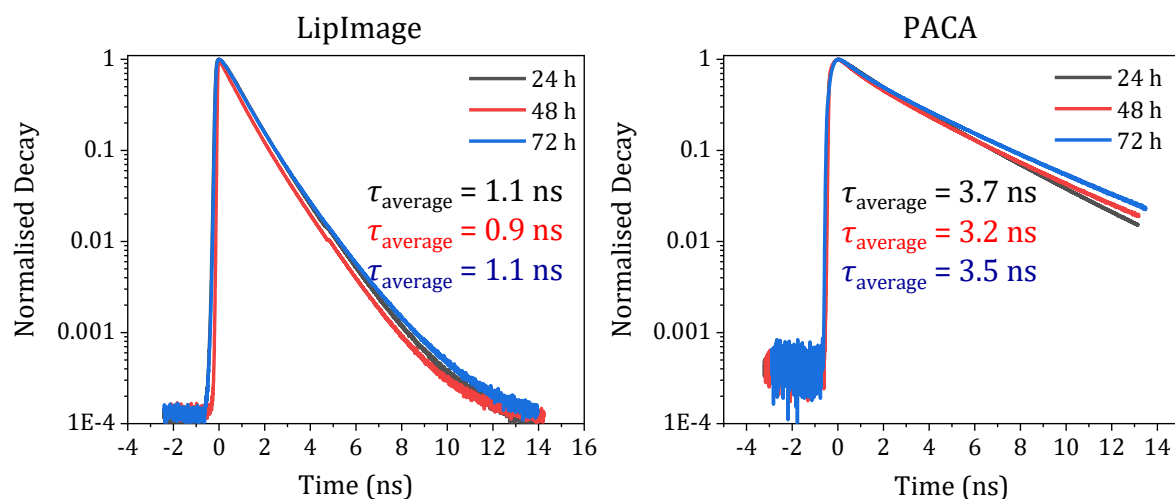 LipImage
1
0.1
0.01
0.001
1E-4
-4
-2
0
2
4
6
8
10
12
14
16
Normalised Decay
Time (ns)
24 h
48 h
72 h
τaverage = 1.1 ns
τaverage = 0.9 ns
τaverage = 1.1 ns
PACA
1
0.1
0.01
0.001
1E-4
-4
-2
0
2
4
6
8
10
12
14
Normalised Decay
Time (ns)
24 h
48 h
72 h
τaverage = 3.7 ns
τaverage = 3.2 ns
τaverage = 3.5 ns